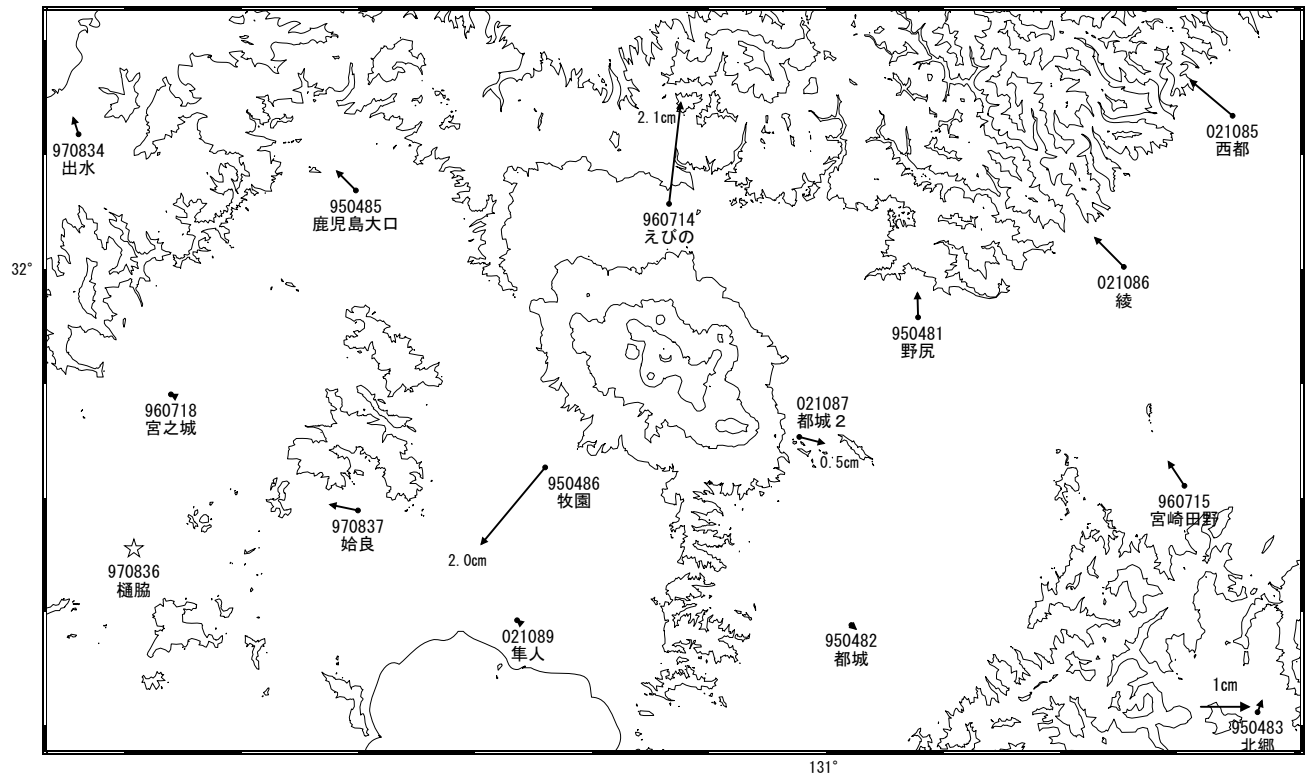 2.1cm
021085
西都
970834
出水
950485
鹿児島大口
960714
えびの
32°
021086
綾
950481
野尻
960718
宮之城
021087
都城２
0.5cm
950486
牧園
960715
宮崎田野
970837
姶良
2.0cm
970836
樋脇
021089
隼人
950482
都城
1cm
950483
北郷
131°